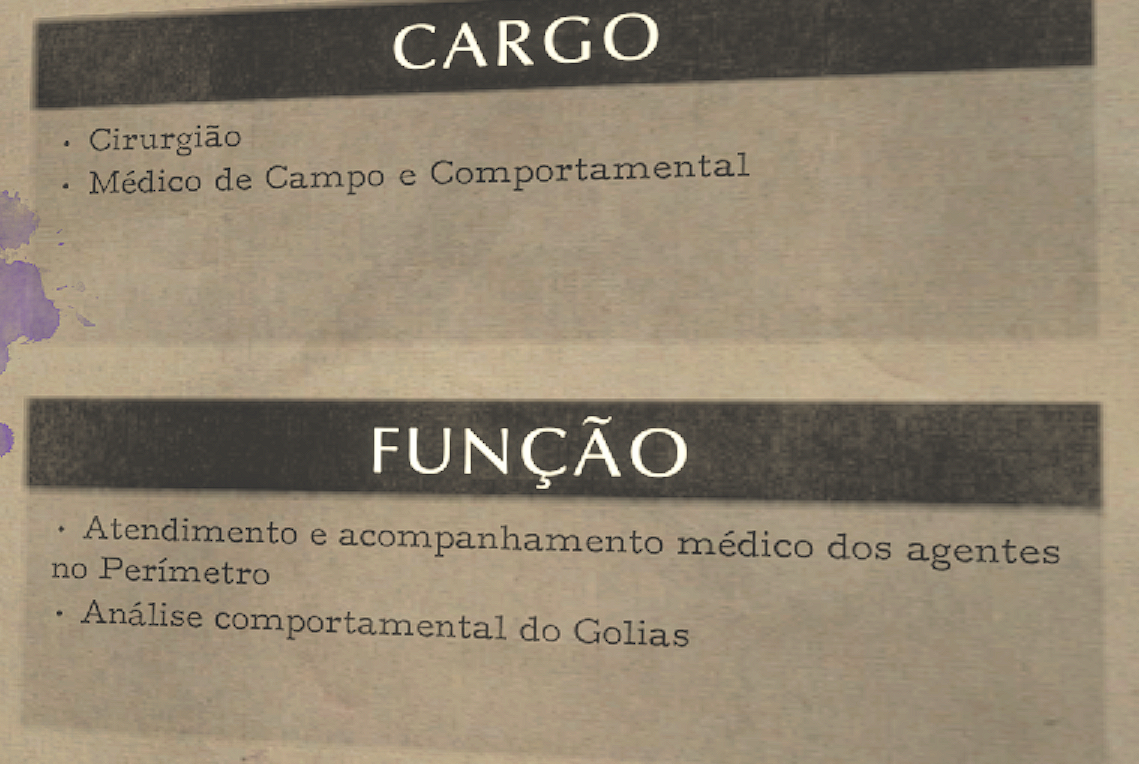 CARGO
· Cirurgião
· Médico de Campo e Comportamental
FUNÇÃO
· Atendimento e acompanhamento médico dos agentes
no Perímetro
· Análise comportamental do Golias